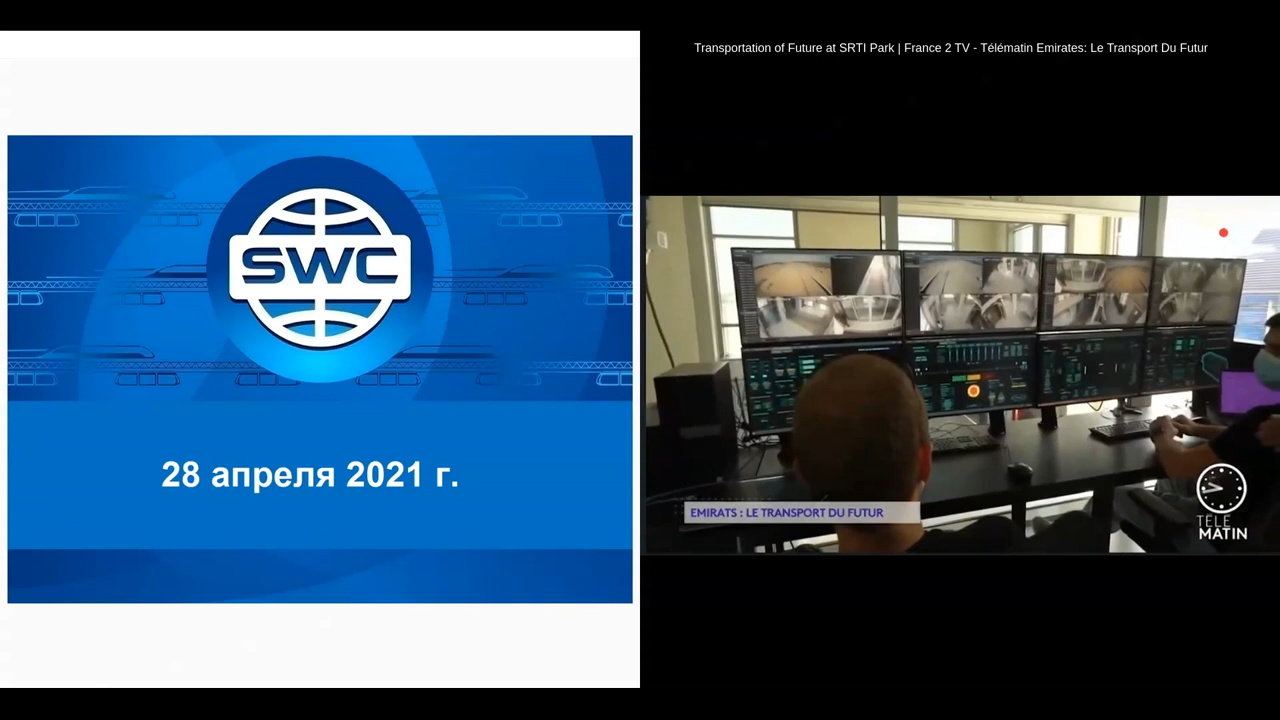 SWC
28 апреля 2021 г.
Transportation of Future at SRTI Park | France 2 TV - Télématin Emirates: Le Transport Du Futur
EMIRATS : LE TRANSPORT DU FUTUR
TELE
MATIN